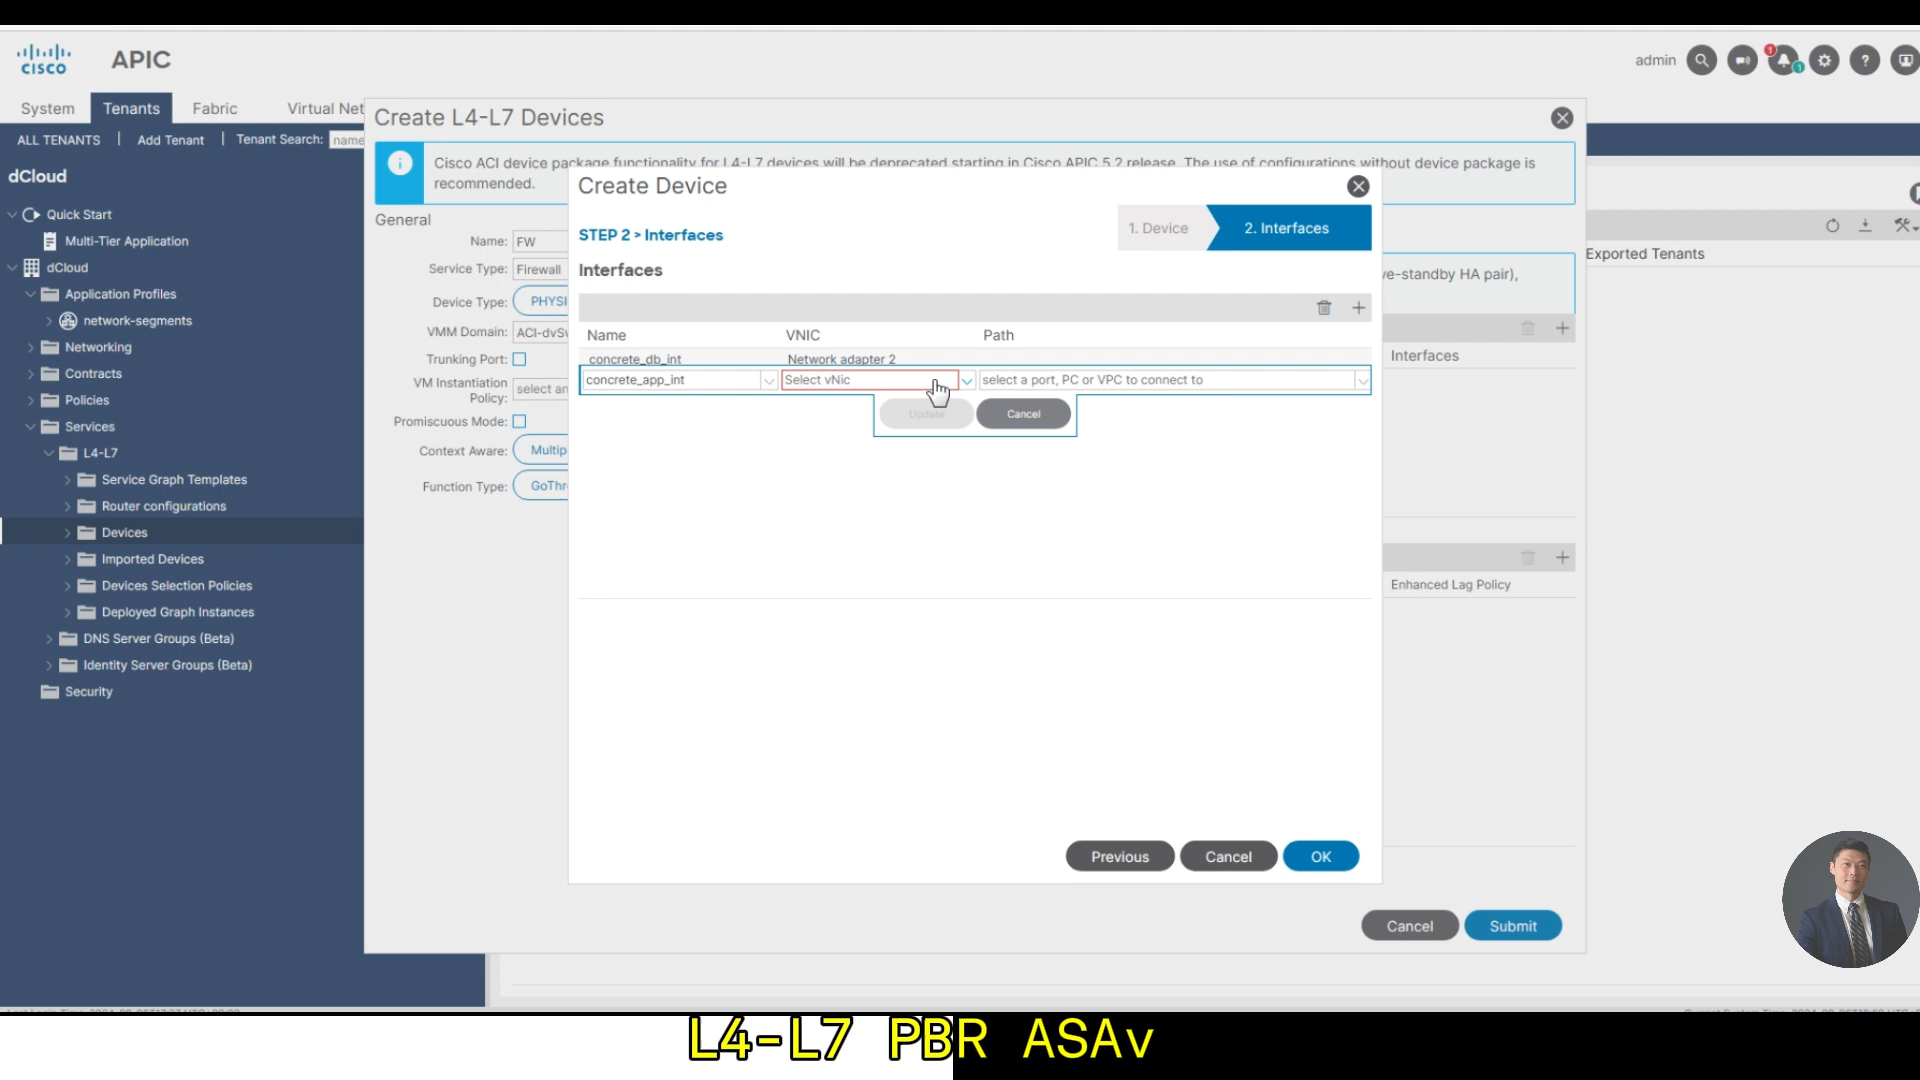 cisco
APIC
admin
1
1
?
System
Tenants
Fabric
Virtual Net
ALL TENANTS | Add Tenant | Tenant Search: name
dCloud
Quick Start
Multi-Tier Application
dCloud
Application Profiles
network-segments
Networking
Contracts
Policies
Services
L4-L7
Service Graph Templates
Router configurations
Devices
Imported Devices
Devices Selection Policies
Deployed Graph Instances
DNS Server Groups (Beta)
Identity Server Groups (Beta)
Security
Create L4-L7 Devices
Cisco ACI device package functionality for L4-L7 devices will be deprecated starting in Cisco APIC 5.2 release. The use of configurations without device package is
recommended.
General
Name: FW
Service Type: Firewall
Device Type: PHYSI
VMM Domain: ACI-dvSv
Trunking Port:
VM Instantiation
Policy: select an
Promiscuous Mode:
Context Aware: Multip
Function Type: GoThr
Create Device
STEP 2 > Interfaces
1. Device
2. Interfaces
Interfaces
Name VNIC Path
concrete_db_int Network adapter 2
concrete_app_int Select vNic select a port, PC or VPC to connect to
Update Cancel
Previous Cancel OK
ve-standby HA pair),
Interfaces
Enhanced Lag Policy
Cancel Submit
Exported Tenants
L4-L7 PBR ASAv